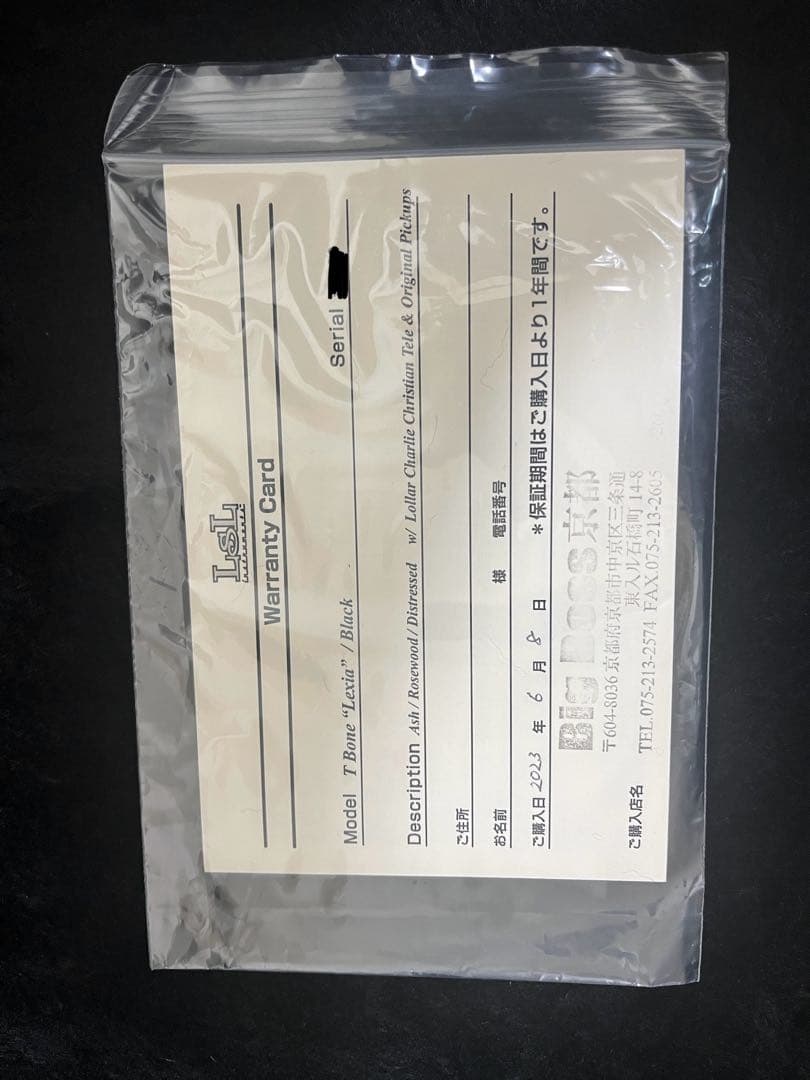 LSL
instruments
Warranty Card
Model T Bone “Lexia” / Black Serial
Description Ash / Rosewood / Distressed w/ Lollar Charlie Christian Tele & Original Pickups
ご住所
お名前 様 電話番号
ご購入日 2023 年 6 月 8 日 *保証期間はご購入日より1年間です。
BIG BOSS 京都
〒604-8036 京都府京都市中京区三条通
東入ル石橋町 14-8
ご購入店名 TEL.075-213-2574 FAX.075-213-2605